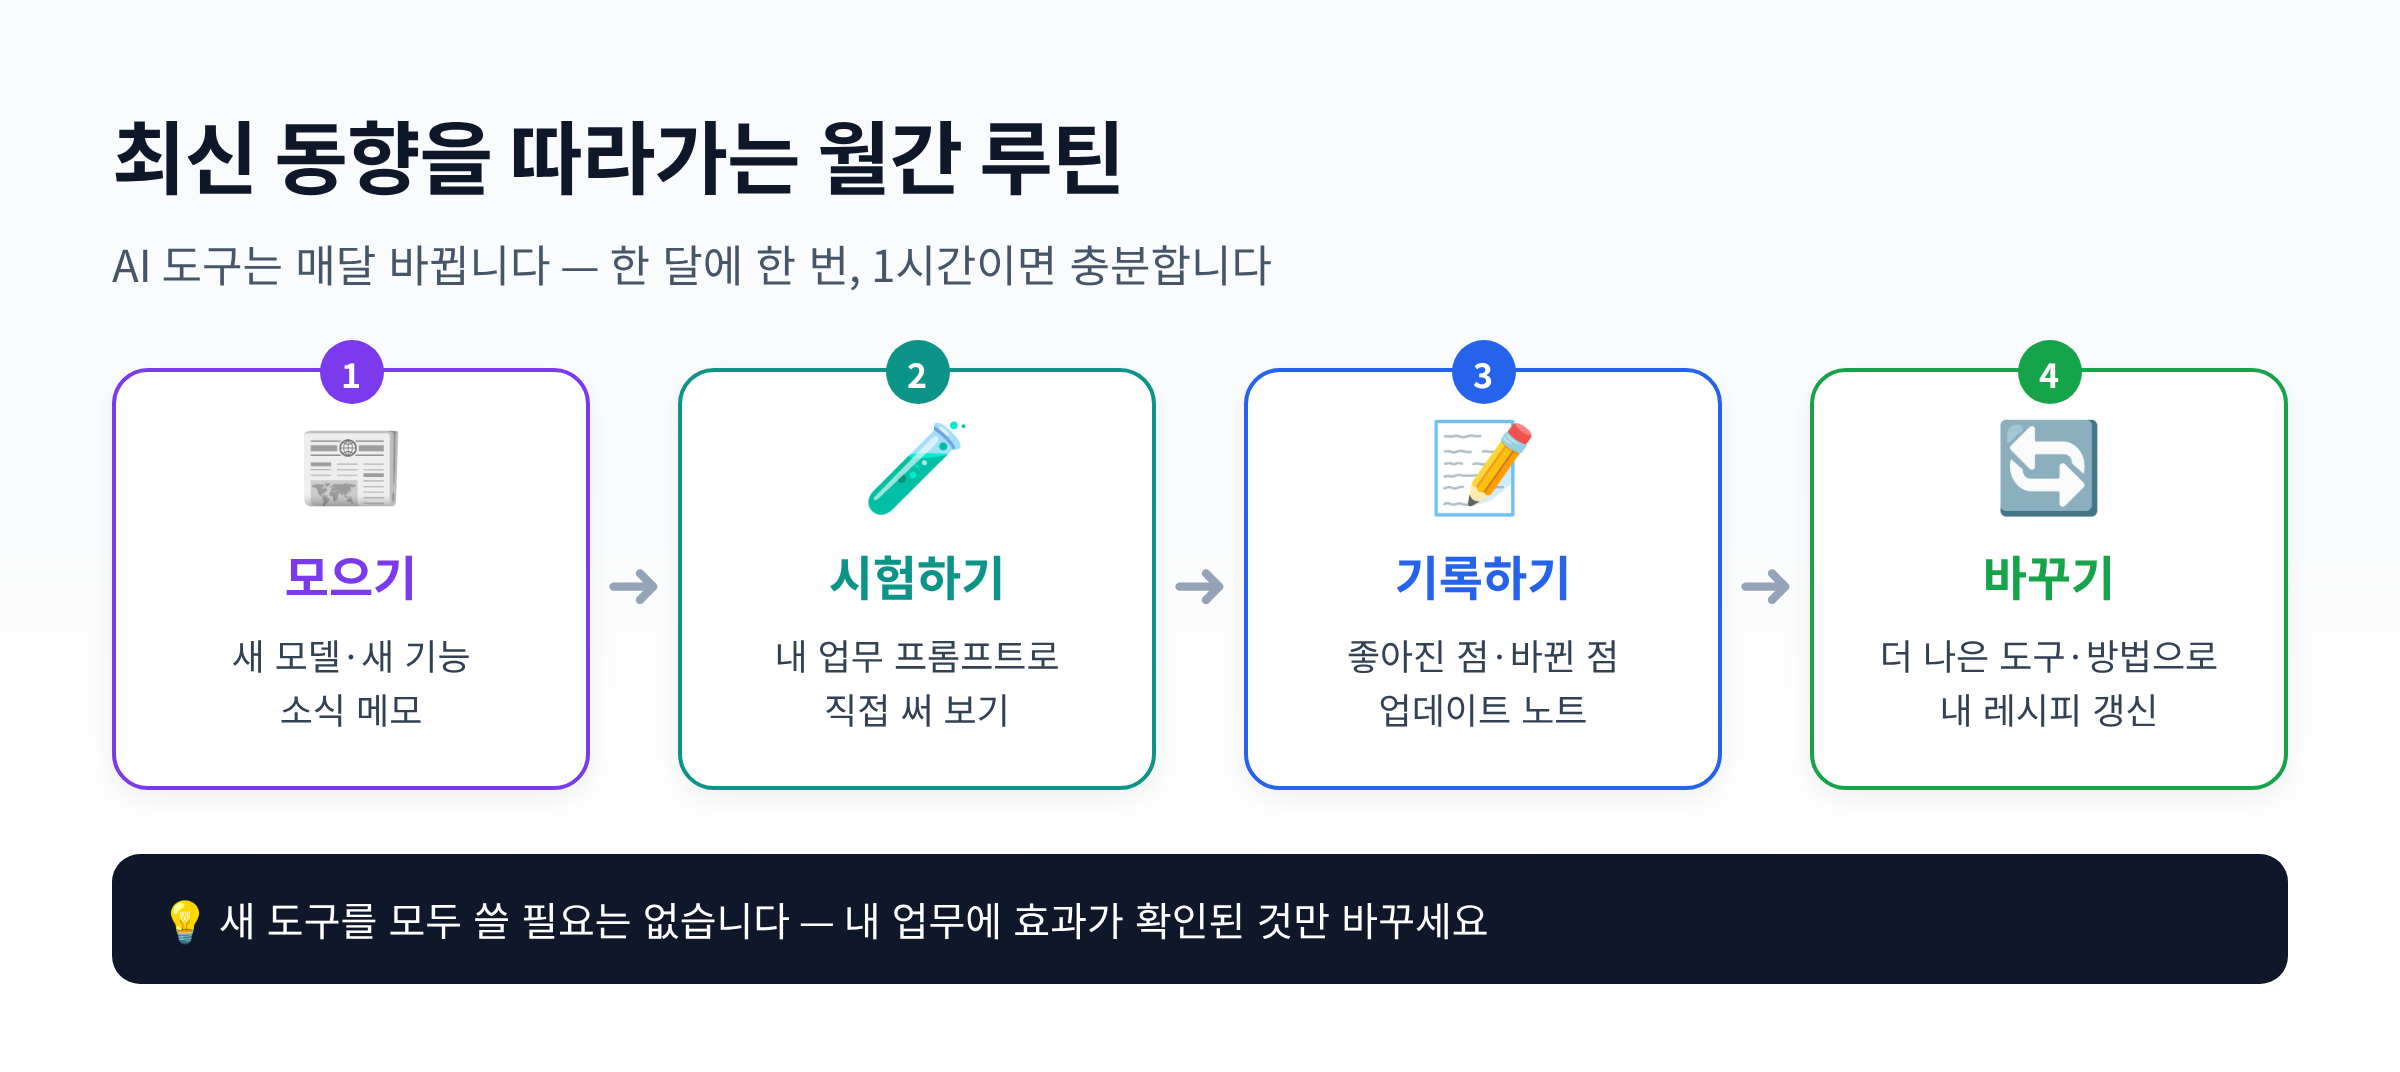 최신 동향을 따라가는 월간 루틴
AI 도구는 매달 바뀝니다 — 한 달에 한 번, 1시간이면 충분합니다
1
모으기
새 모델·새 기능
소식 메모
2
시험하기
내 업무 프롬프트로
직접 써 보기
3
기록하기
좋아진 점·바뀐 점
업데이트 노트
4
바꾸기
더 나은 도구·방법으로
내 레시피 갱신
💡 새 도구를 모두 쓸 필요는 없습니다 — 내 업무에 효과가 확인된 것만 바꾸세요